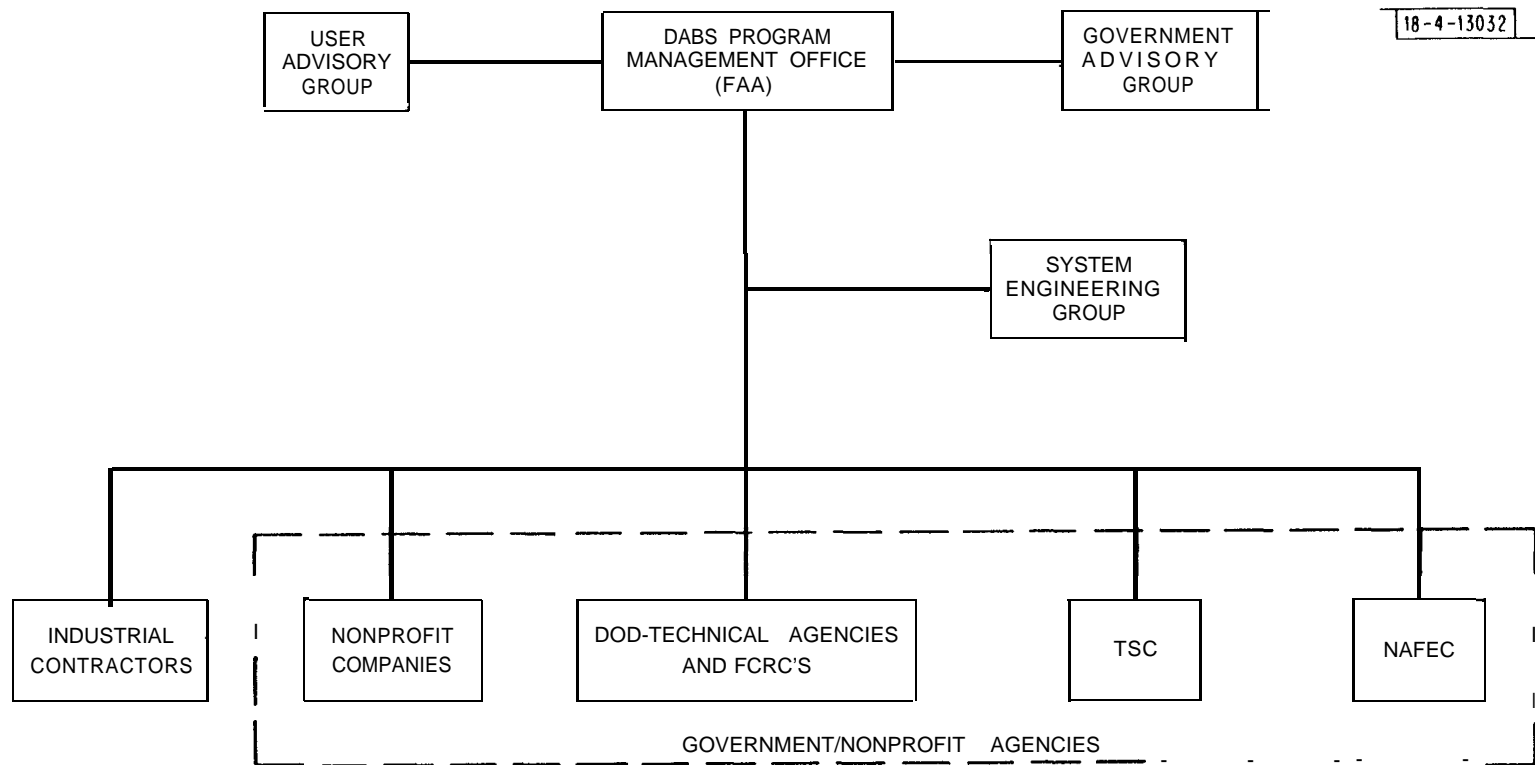 18-4-13032
USER
ADVISORY
GROUP
DABS PROGRAM
MANAGEMENT OFFICE
(FAA)
GOVERNMENT
ADVISORY
GROUP
SYSTEM
ENGINEERING
GROUP
INDUSTRIAL
CONTRACTORS
NONPROFIT
COMPANIES
DOD-TECHNICAL AGENCIES
AND FCRC'S
TSC
NAFEC
GOVERNMENT/NONPROFIT AGENCIES